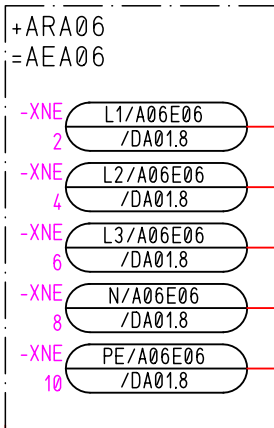 +ARA06
=AEA06
-XNE L1/A06E06
2 /DA01.8
-XNE L2/A06E06
4 /DA01.8
-XNE L3/A06E06
6 /DA01.8
-XNE N/A06E06
8 /DA01.8
-XNE PE/A06E06
10 /DA01.8